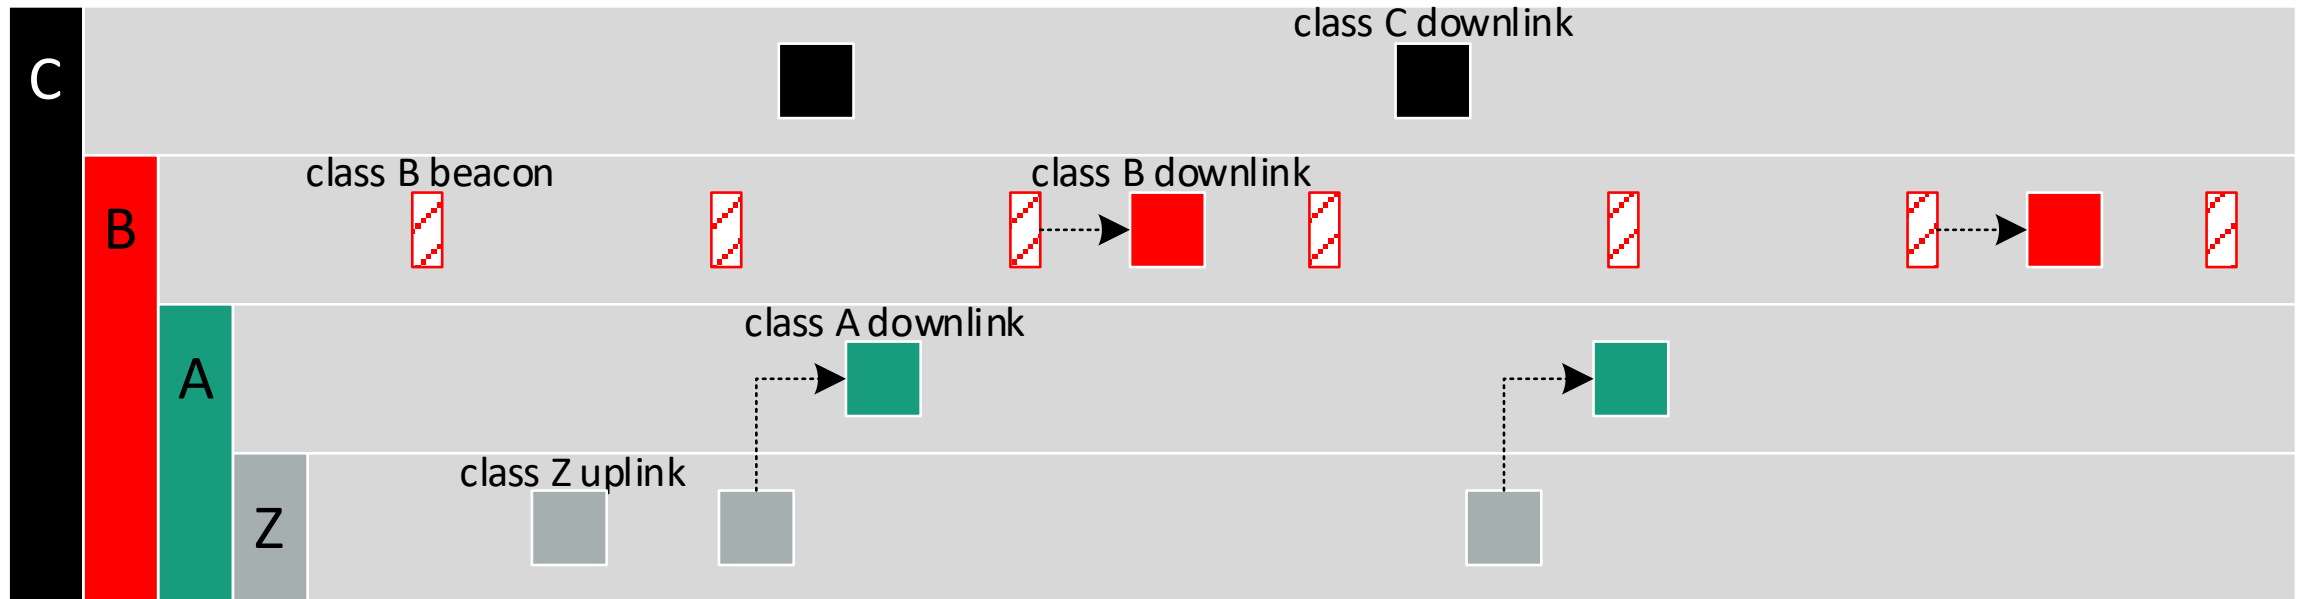 class C downlink
C
class B beacon
class B downlink
B
class A downlink
A
class Z uplink
Z